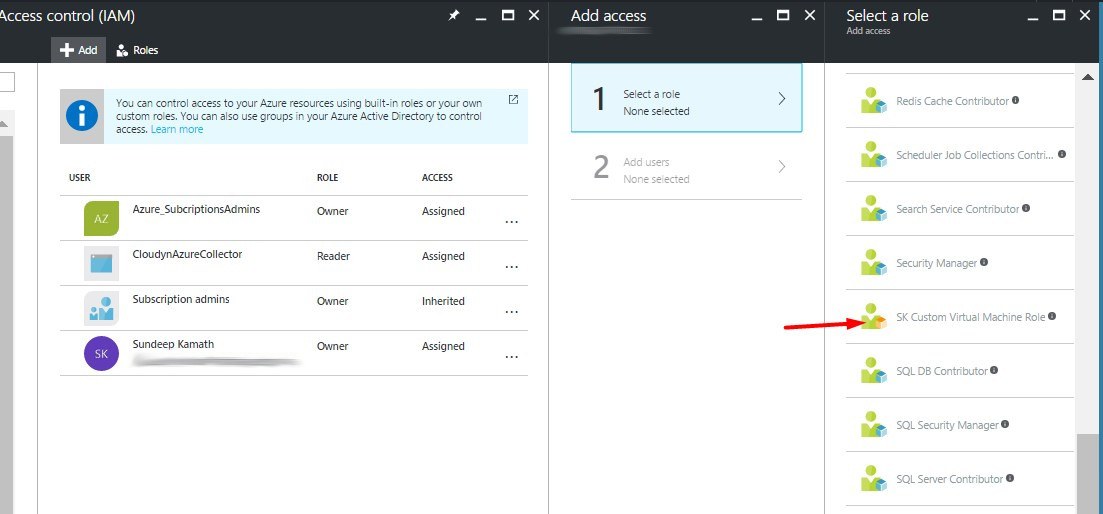 Access control (IAM)
Add
Roles
You can control access to your Azure resources using built-in roles or your own
custom roles. You can also use groups in your Azure Active Directory to control
access. Learn more
USER ROLE ACCESS
AZ Azure_SubcriptionsAdmins Owner Assigned ...
CloudynAzureCollector Reader Assigned ...
Subscription admins Owner Inherited ...
SK Sundeep Kamath Owner Assigned ...
Add access
1 Select a role
None selected
2 Add users
None selected
Select a role
Add access
Redis Cache Contributor
Scheduler Job Collections Contri...
Search Service Contributor
Security Manager
SK Custom Virtual Machine Role
SQL DB Contributor
SQL Security Manager
SQL Server Contributor